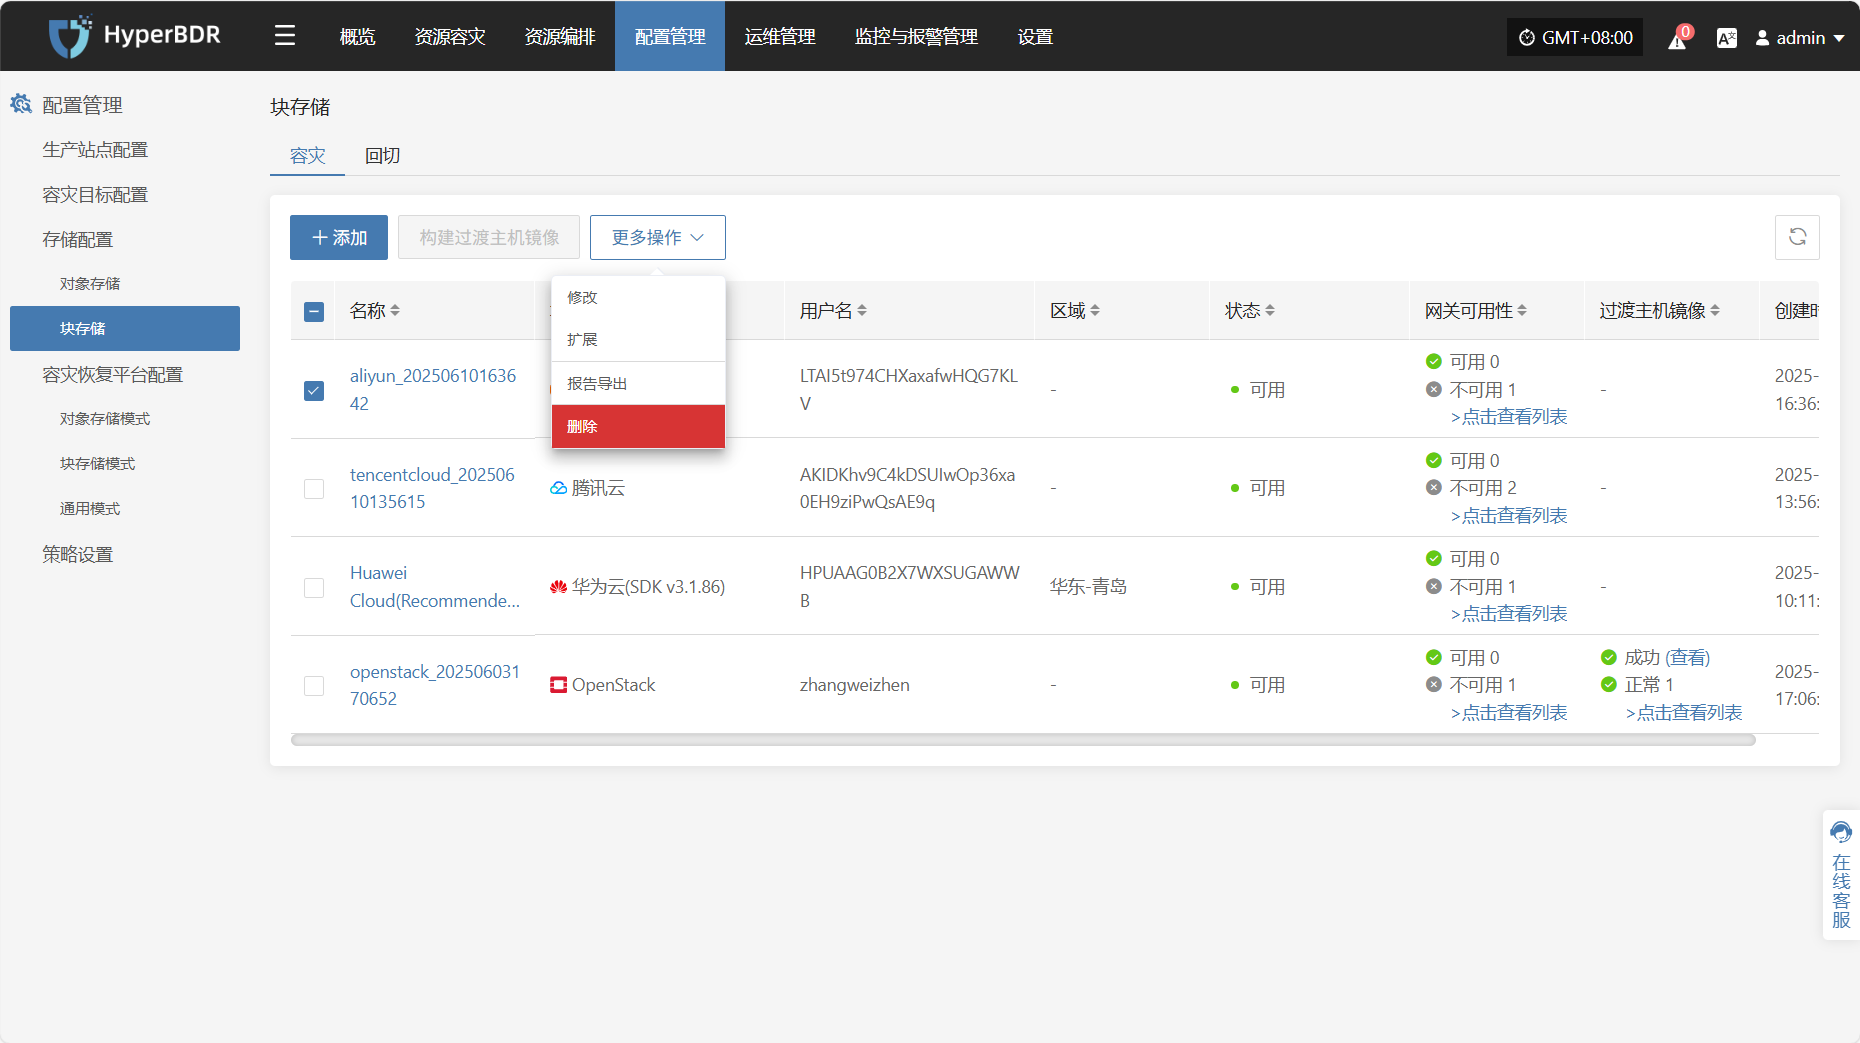 HyperBDR
概览
资源容灾
资源编排
配置管理
运维管理
监控与报警管理
设置
GMT+08:00
0
admin
配置管理
生产站点配置
容灾目标配置
存储配置
对象存储
块存储
容灾恢复平台配置
对象存储模式
块存储模式
通用模式
策略设置
块存储
容灾
回切
添加
构建过渡主机镜像
更多操作
修改
扩展
报告导出
删除
名称
用户名
区域
状态
网关可用性
过渡主机镜像
创建
aliyun_202506101636
42
LTAI5t974CHXaxafwHQG7KL
V
-
可用
可用 0
不可用 1
>点击查看列表
-
2025-
16:36:
tencentcloud_202506
10135615
腾讯云
AKIDKhv9C4kDSUIwOp36xa
0EH9ziPwQsAE9q
-
可用
可用 0
不可用 2
>点击查看列表
-
2025-
13:56:
Huawei
Cloud(Recommende...
华为云(SDK v3.1.86)
HPUAAG0B2X7WXSUGAWW
B
华东-青岛
可用
可用 0
不可用 1
>点击查看列表
-
2025-
10:11:
openstack_202506031
70652
OpenStack
zhangweizhen
-
可用
可用 0
不可用 1
>点击查看列表
成功 (查看)
正常 1
>点击查看列表
2025-
17:06:
在线客服